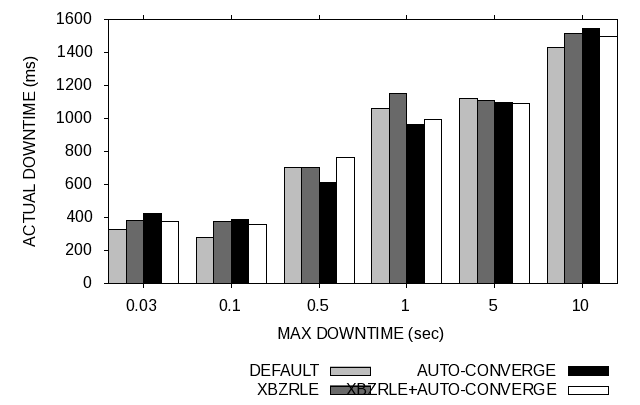 1600
1400
1200
1000
800
600
400
200
0
ACTUAL DOWNTIME (ms)
0.03 0.1 0.5 1 5 10
MAX DOWNTIME (sec)
DEFAULT AUTO-CONVERGE
XBZRLE XBZRLE+AUTO-CONVERGE